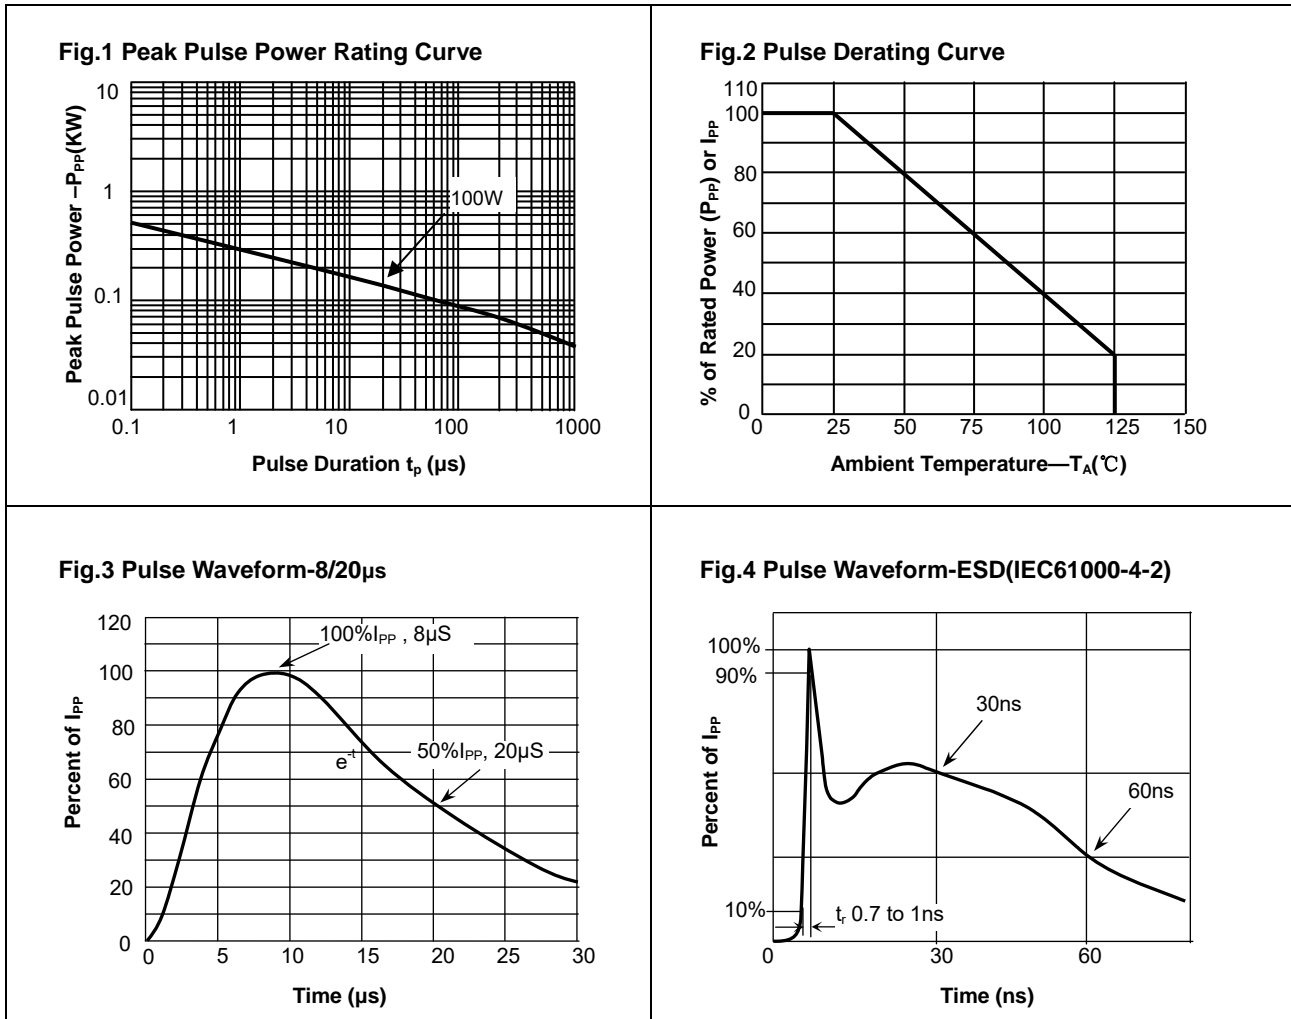 Fig.1 Peak Pulse Power Rating Curve
Peak Pulse Power –PPP(KW)
10
1
0.1
0.01
100W
0.1 1 10 100 1000
Pulse Duration tp (µs)
Fig.2 Pulse Derating Curve
% of Rated Power (PPP) or IPP
110
100
80
60
40
20
0
0 25 50 75 100 125 150
Ambient Temperature—TA(℃)
Fig.3 Pulse Waveform-8/20µs
Percent of IPP
120
100
80
60
40
20
0
100%IPP , 8µS
e-t
50%IPP, 20µS
0 5 10 15 20 25 30
Time (µs)
Fig.4 Pulse Waveform-ESD(IEC61000-4-2)
Percent of IPP
100%
90%
10%
30ns
60ns
tr 0.7 to 1ns
0 30 60
Time (ns)